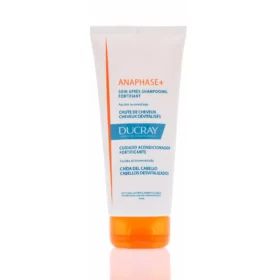 ANAPHASE+
SOIN APRÈS-SHAMPOOING
FORTIFIANT
CHUTE DE CHEVEUX
CHEVEUX DÉVITALISÉS
DUCRAY
CUIDADO ACONDICIONADOR
FORTIFICANTE
CAÍDA DEL CABELLO
CABELLOS DESVITALIZADOS